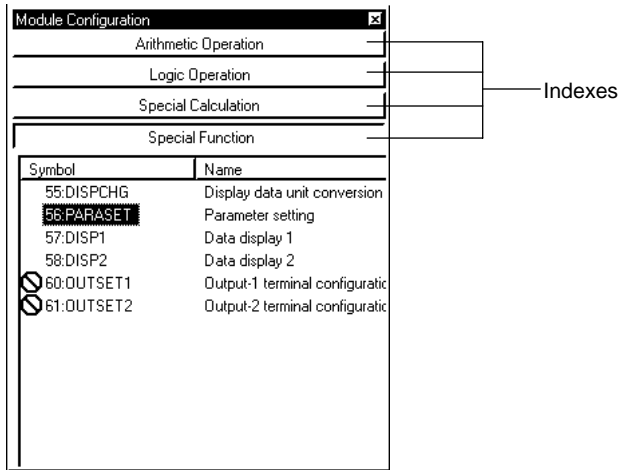 Module Configuration
Arithmetic Operation
Logic Operation
Special Calculation
Special Function
Indexes
Symbol Name
55:DISPCHG Display data unit conversion
56:PARASET Parameter setting
57:DISP1 Data display 1
58:DISP2 Data display 2
60:OUTSET1 Output-1 terminal configuratic
61:OUTSET2 Output-2 terminal configuratic